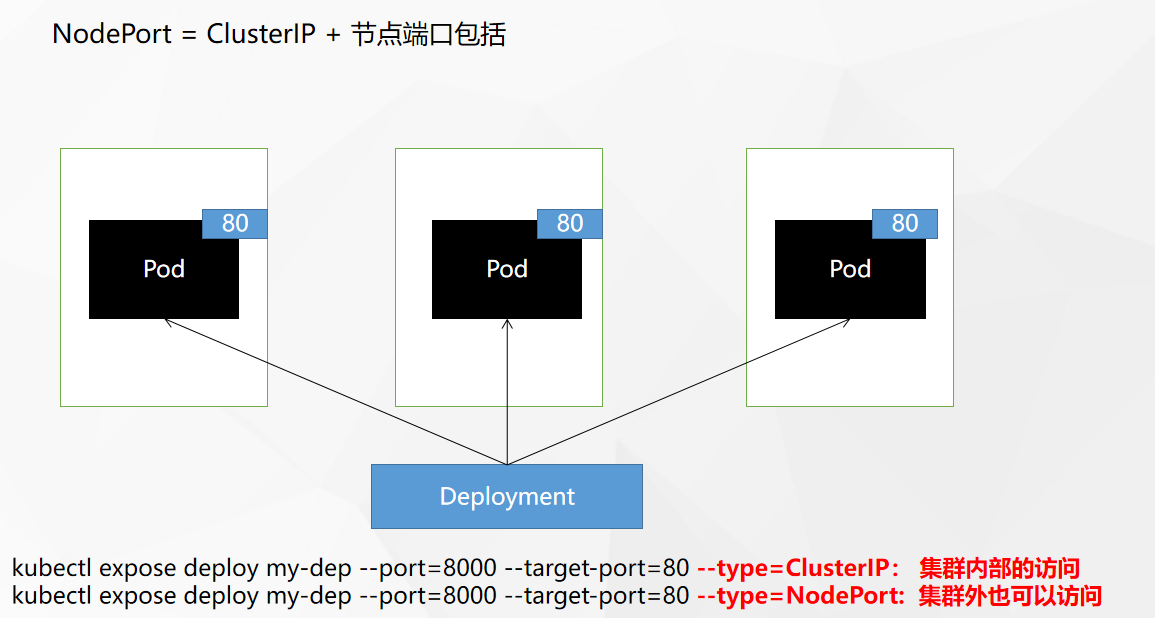 NodePort = ClusterIP + 节点端口包括
80
80
80
Pod
Pod
Pod
Deployment
kubectl expose deploy my-dep --port=8000 --target-port=80 --type=ClusterIP： 集群内部的访问
kubectl expose deploy my-dep --port=8000 --target-port=80 --type=NodePort: 集群外也可以访问